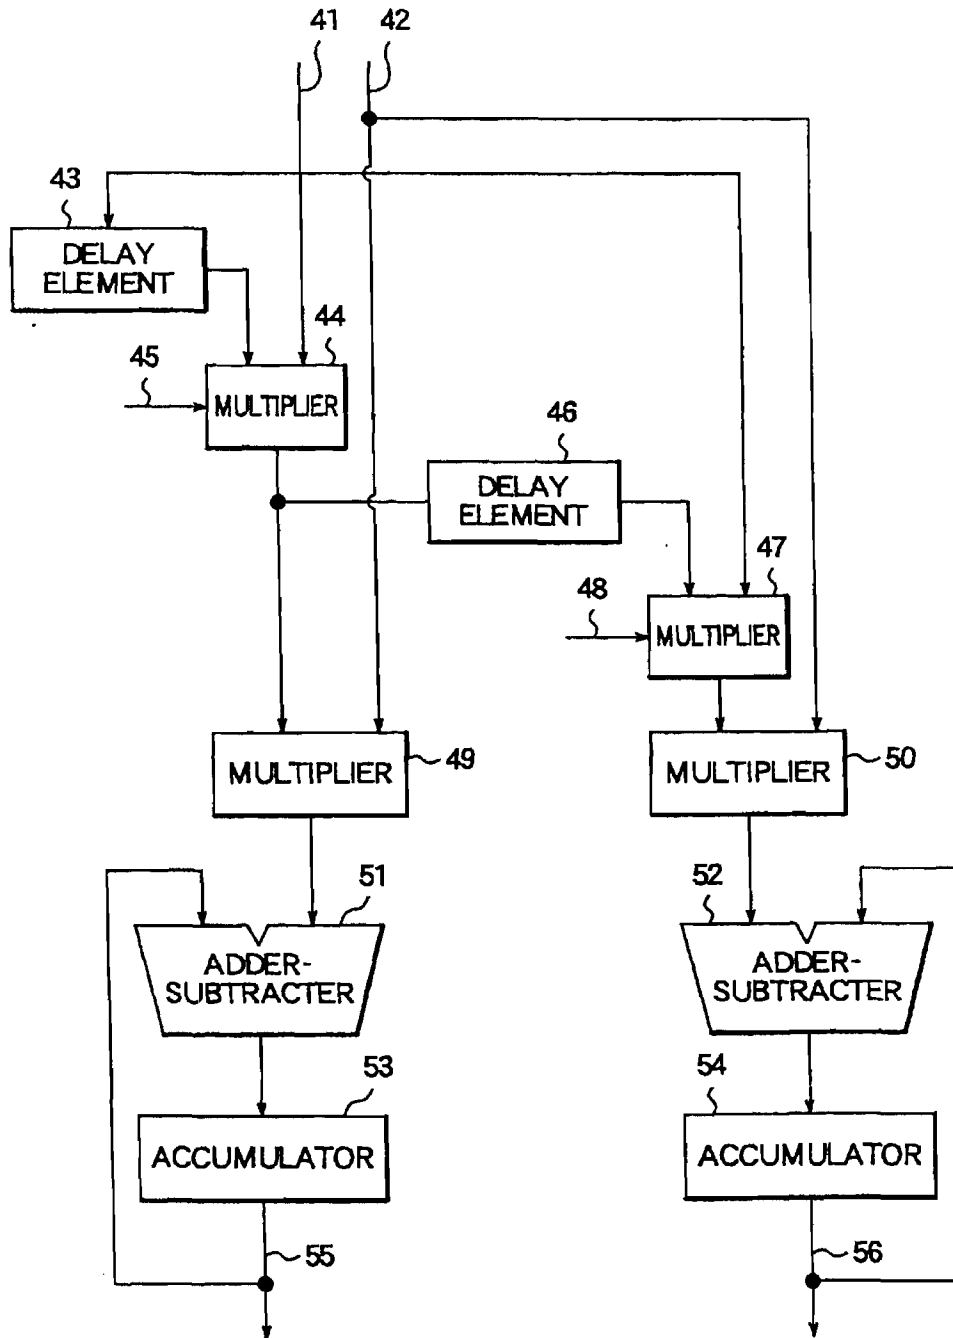 41
42
43
DELAY
ELEMENT
44
45
MULTIPLIER
46
DELAY
ELEMENT
47
48
MULTIPLIER
MULTIPLIER
49
MULTIPLIER
50
51
52
ADDER-
SUBTRACTER
ADDER-
SUBTRACTER
53
54
ACCUMULATOR
ACCUMULATOR
55
56